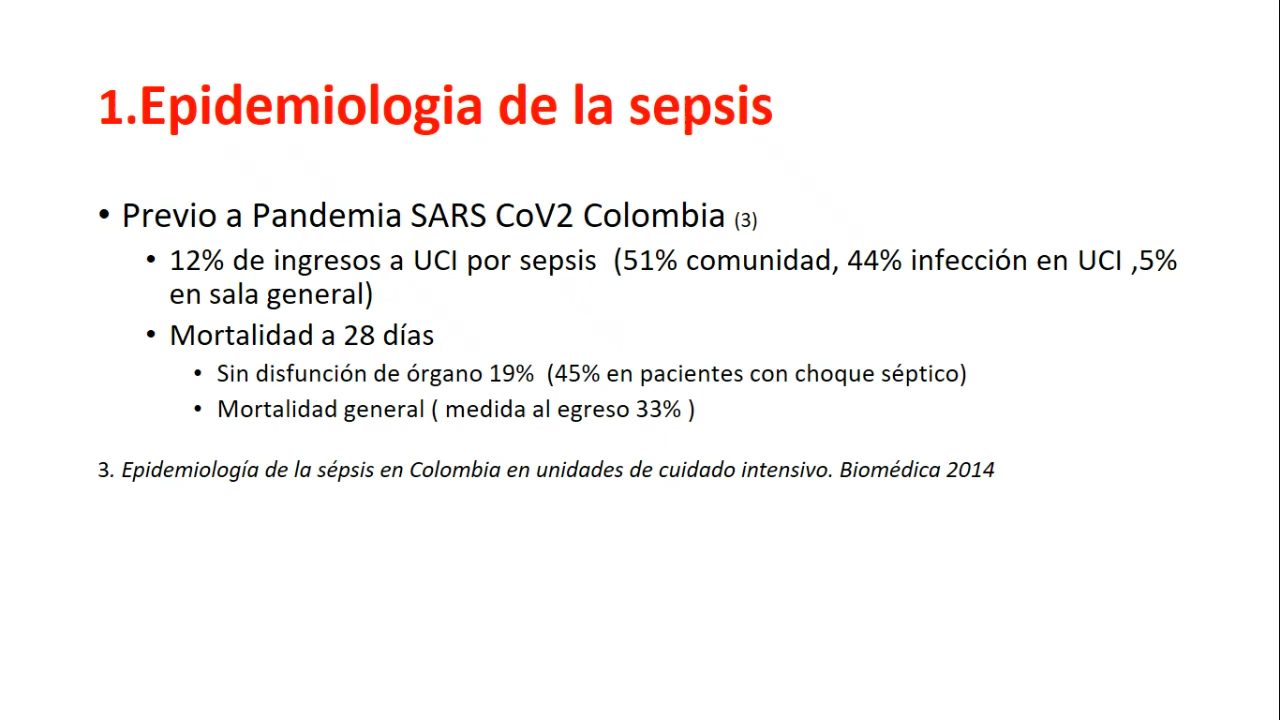 1.Epidemiologia de la sepsis
• Previo a Pandemia SARS CoV2 Colombia (3)
• 12% de ingresos a UCI por sepsis (51% comunidad, 44% infección en UCI ,5%
en sala general)
• Mortalidad a 28 días
• Sin disfunción de órgano 19% (45% en pacientes con choque séptico)
• Mortalidad general ( medida al egreso 33% )
3. Epidemiología de la sépsis en Colombia en unidades de cuidado intensivo. Biomédica 2014